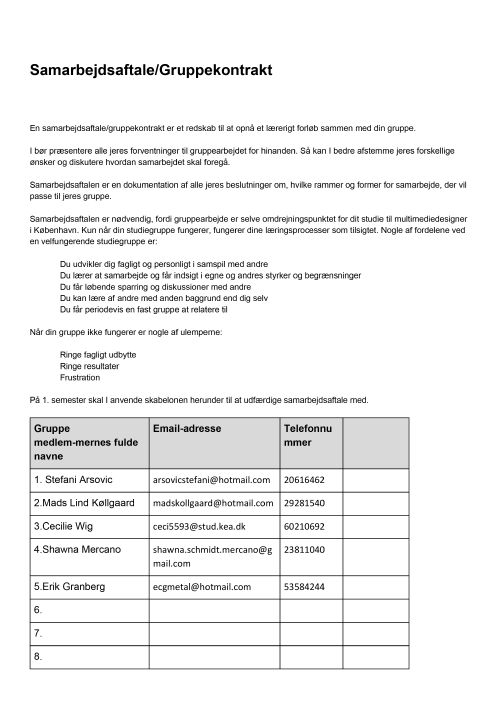 Samarbejdsaftale/Gruppekontrakt
En samarbejdsaftale/gruppekontrakt er et redskab til at opnå et lærerigt forløb sammen med din gruppe.
I bør præsentere alle jeres forventninger til gruppearbejdet for hinanden. Så kan I bedre afstemme jeres forskellige
ønsker og diskutere hvordan samarbejdet skal foregå.
Samarbejdsaftalen er en dokumentation af alle jeres beslutninger om, hvilke rammer og former for samarbejde, der vil
passe til jeres gruppe.
Samarbejdsaftalen er nødvendig, fordi gruppearbejde er selve omdrejningspunktet for dit studie til multimediedesigner
i København. Kun når din studiegruppe fungerer, fungerer dine læringsprocesser som tilsigtet. Nogle af fordelene ved
en velfungerende studiegruppe er:
Du udvikler dig fagligt og personligt i samspil med andre
Du lærer at samarbejde og får indsigt i egne og andres styrker og begrænsninger
Du får løbende sparring og diskussioner med andre
Du kan lære af andre med anden baggrund end dig selv
Du får periodevis en fast gruppe at relatere til
Når din gruppe ikke fungerer er nogle af ulemperne:
Ringe fagligt udbytte
Ringe resultater
Frustration
På 1. semester skal I anvende skabelonen herunder til at udfærdige samarbejdsaftale med.
Gruppe Email-adresse Telefonnu
medlem-mernes fulde mmer
navne
1. Stefani Arsovic arsovicstefani@hotmail.com 20616462
2.Mads Lind Køllgaard madskollgaard@hotmail.com 29281540
3.Cecilie Wig ceci5593@stud.kea.dk 60210692
4.Shawna Mercano shawna.schmidt.mercano@g 23811040
mail.com
5.Erik Granberg ecgmetal@hotmail.com 53584244
6.
7.
8.